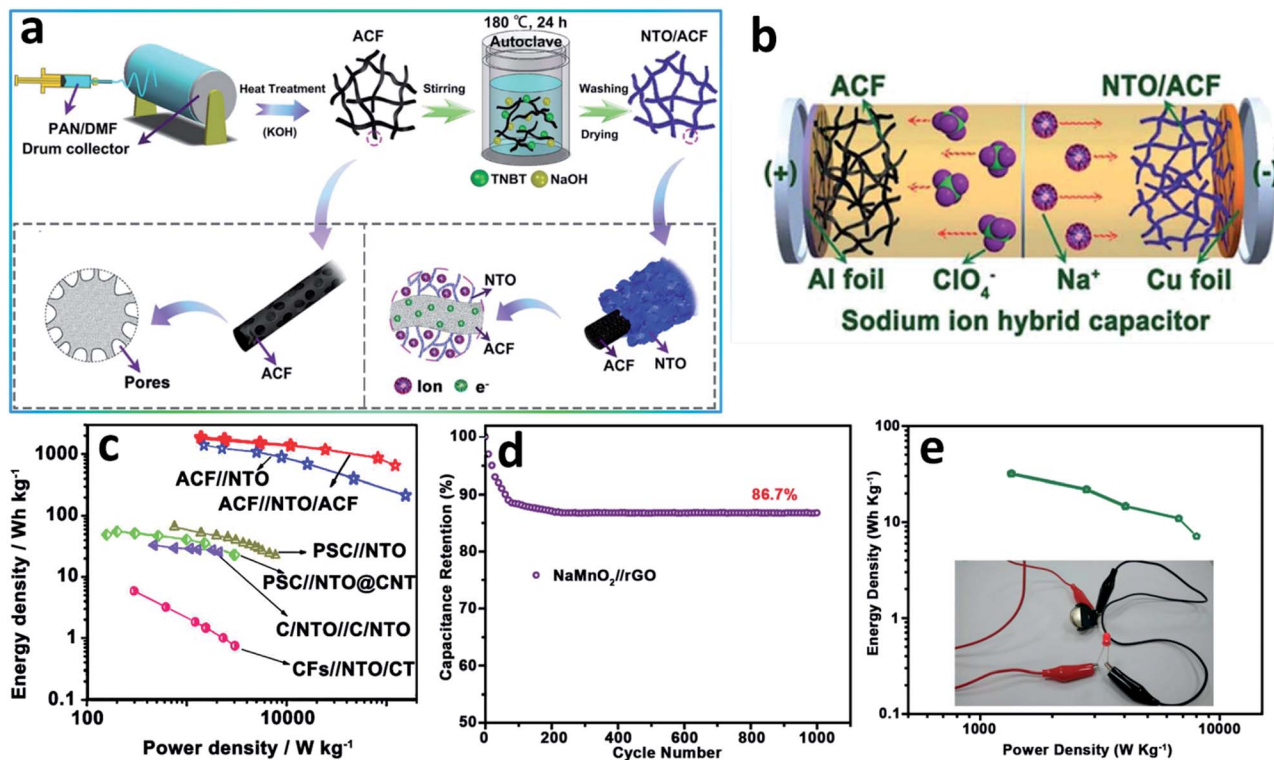 a
180 ℃, 24 h
Autoclave
ACF
NTO/ACF
Heat Treatment
(KOH)
Stirring
Washing
Drying
PAN/DMF
Drum collector
TNBT NaOH
Pores
ACF
NTO
ACF
Ion e-
ACF
NTO
b
ACF
NTO/ACF
(+)
(-)
Al foil
ClO4-
Na+
Cu foil
Sodium ion hybrid capacitor
c
Energy density / Wh kg-1
1000
100
10
1
0.1
ACF//NTO
ACF//NTO/ACF
PSC//NTO
PSC//NTO@CNT
C/NTO//C/NTO
CFs//NTO/CT
100
10000
Power density / W kg-1
d
Capacitance Retention (%)
100
90
80
70
60
50
86.7%
NaMnO2//rGO
0 200 400 600 800 1000
Cycle Number
e
Energy Density (Wh Kg-1)
100
10
1
0.1
1000
10000
Power Density (W Kg-1)